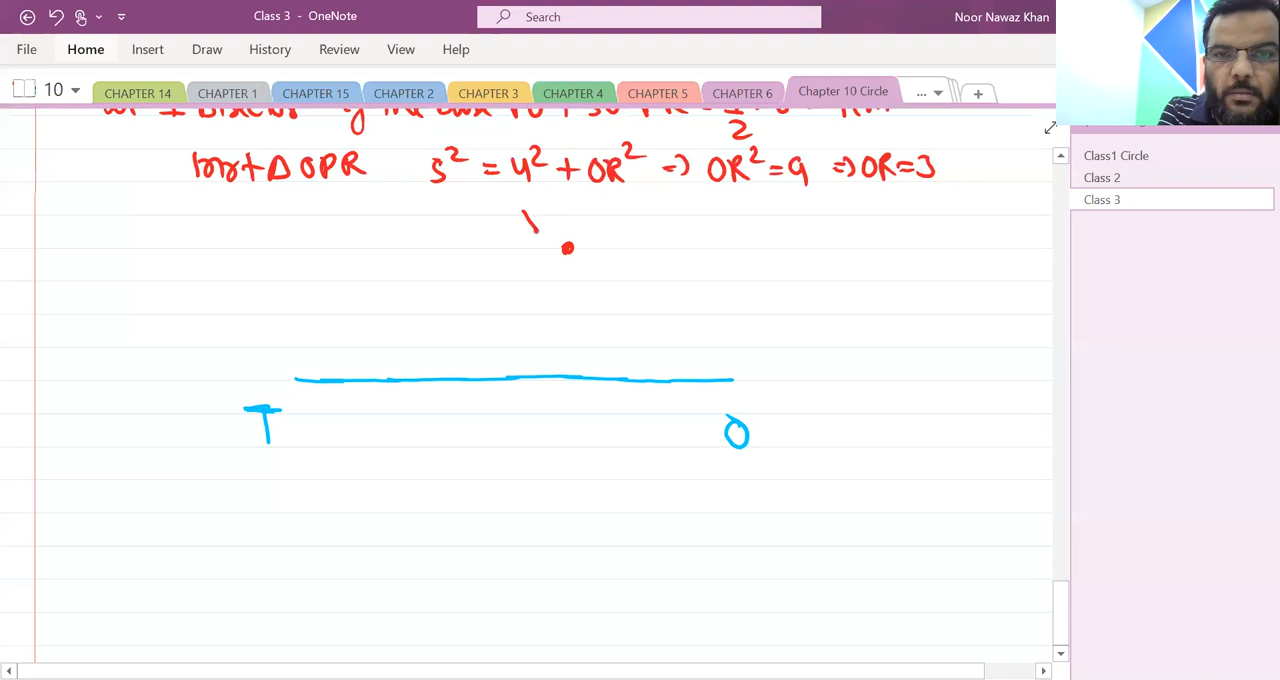 Class 3 - OneNote
Search
Noor Nawaz Khan
File Home Insert Draw History Review View Help
10 CHAPTER 14 CHAPTER 1 CHAPTER 15 CHAPTER 2 CHAPTER 3 CHAPTER 4 CHAPTER 5 CHAPTER 6 Chapter 10 Circle ... +
Class1 Circle
Class 2
Class 3
2
In rt Δ OPR 5² = 4² + OR² => OR² = 9 => OR = 3
T O